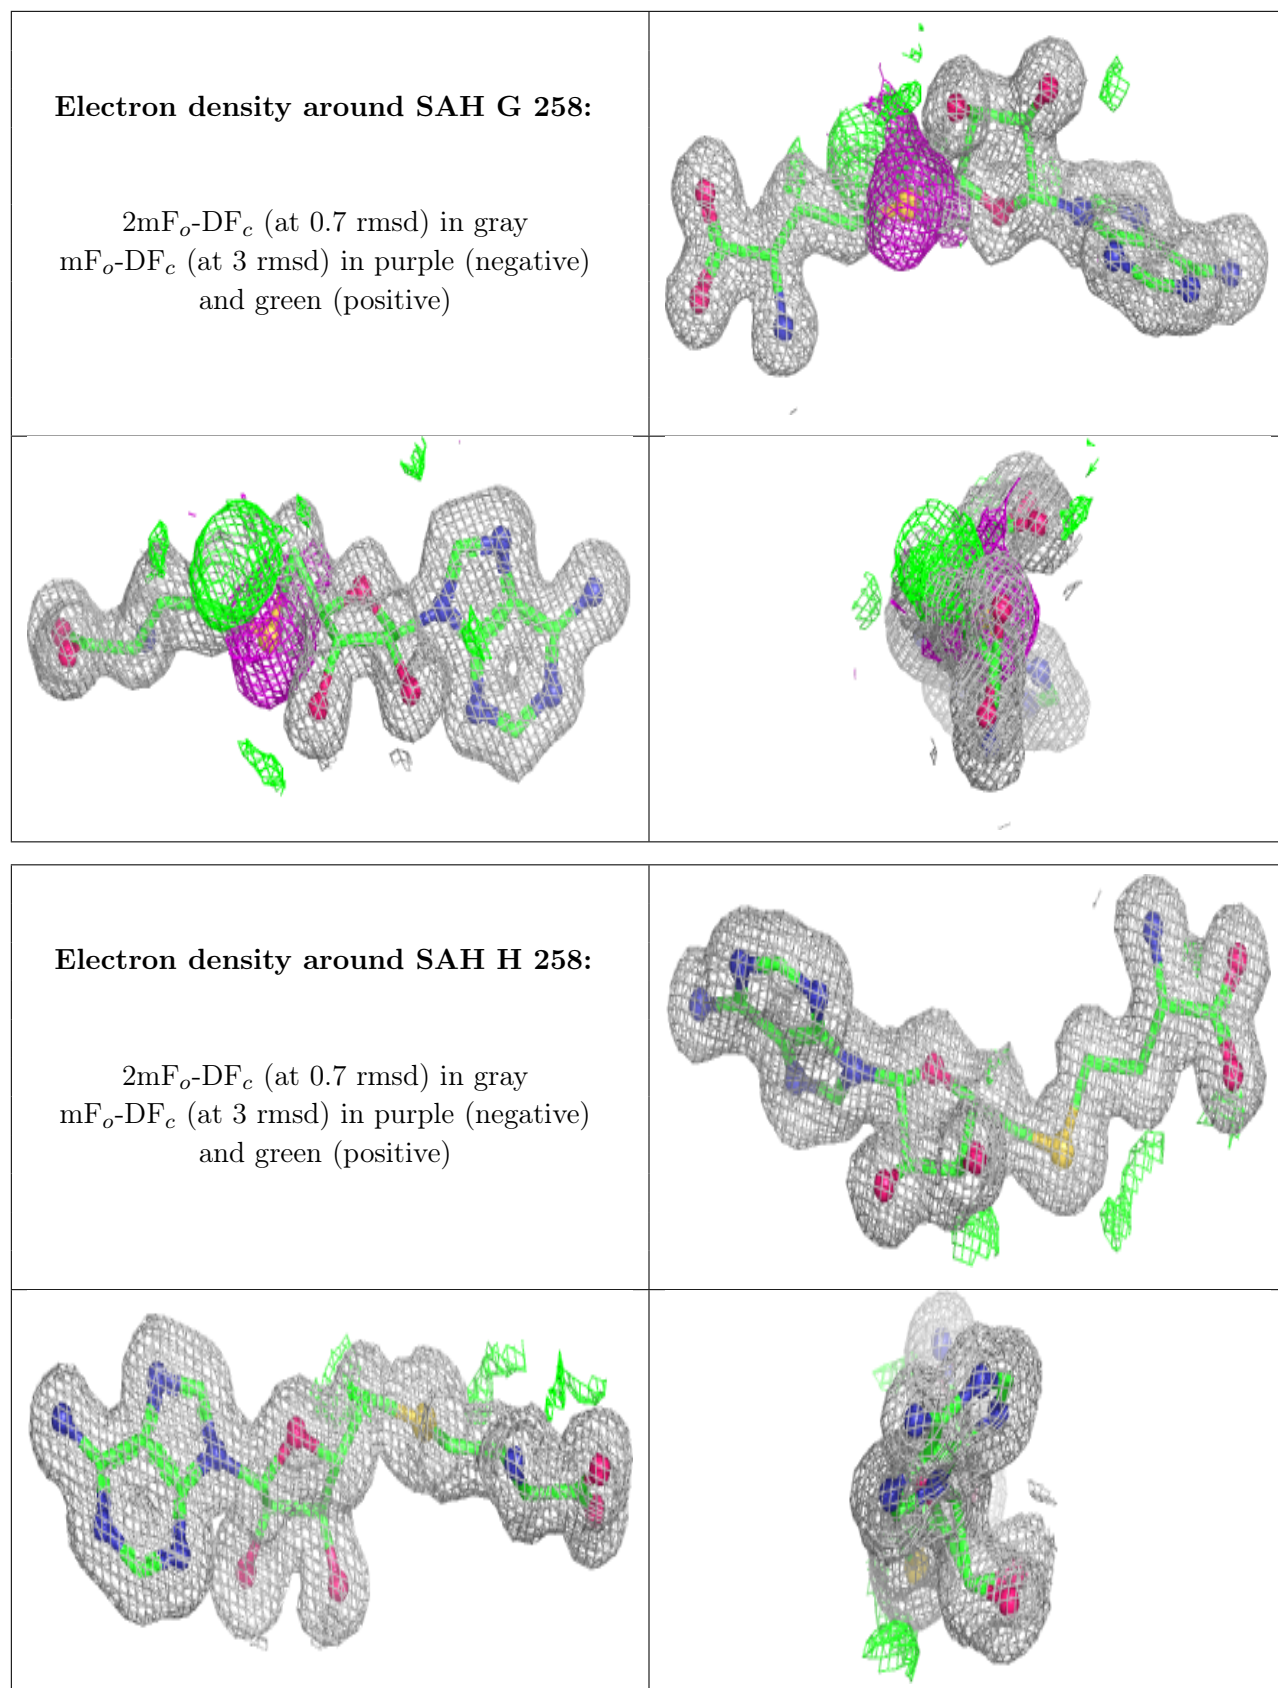 Electron density around SAH G 258:
2mFₒ-DF𝒸 (at 0.7 rmsd) in gray
mFₒ-DF𝒸 (at 3 rmsd) in purple (negative)
and green (positive)
Electron density around SAH H 258:
2mFₒ-DF𝒸 (at 0.7 rmsd) in gray
mFₒ-DF𝒸 (at 3 rmsd) in purple (negative)
and green (positive)